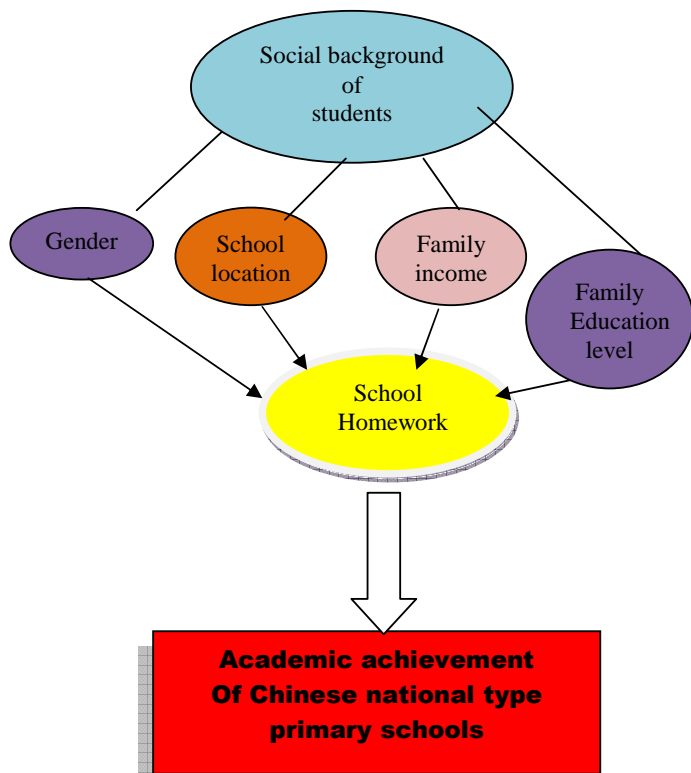 Social background
of
students
Gender
School
location
Family
income
Family
Education
level
School
Homework
Academic achievement
Of Chinese national type
primary schools